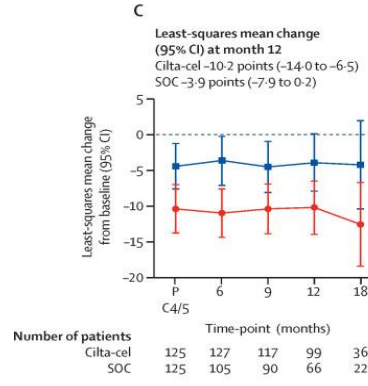 C
Least-squares mean change
(95% CI) at month 12
Cilta-cel –10·2 points (–14·0 to –6·5)
SOC –3·9 points (–7·9 to 0·2)
Least-squares mean change
from baseline (95% CI)
5
0
–5
–10
–15
–20
P 6 9 12 18
C4/5
Time-point (months)
Number of patients
Cilta-cel 125 127 117 99 36
SOC 125 105 90 66 22